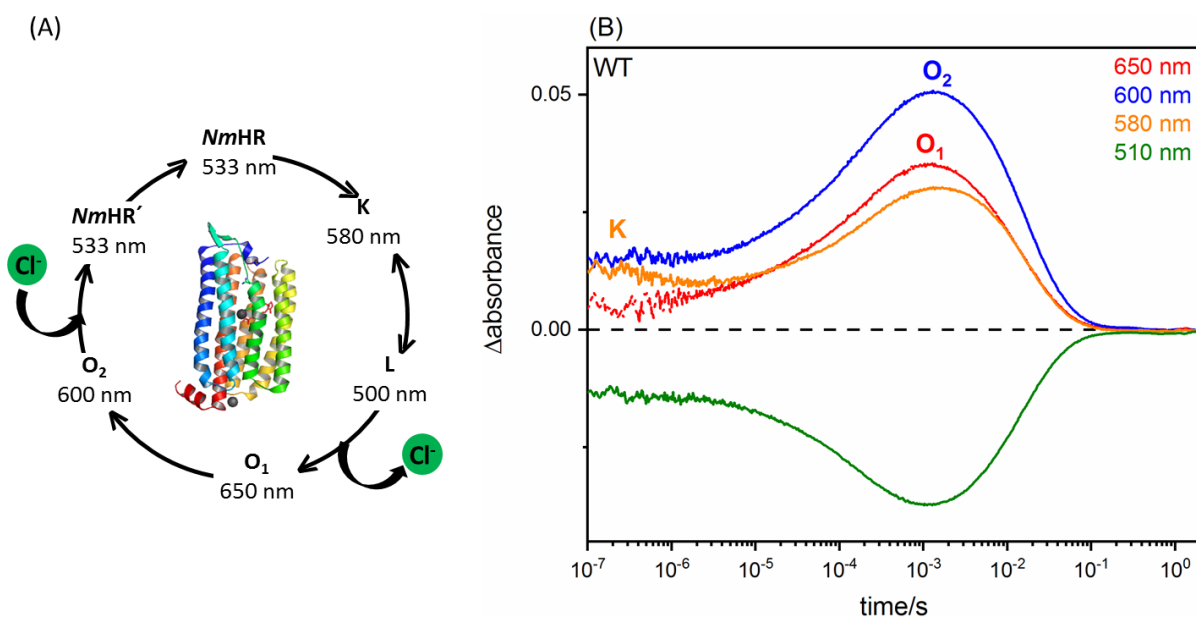 (A)
NmHR
533 nm
K
580 nm
L
500 nm
Cl⁻
O₁
650 nm
O₂
600 nm
Cl⁻
NmHR´
533 nm
(B)
WT
650 nm
600 nm
580 nm
510 nm
O₂
O₁
K
0.05
0.00
Δabsorbance
10⁻⁷ 10⁻⁶ 10⁻⁵ 10⁻⁴ 10⁻³ 10⁻² 10⁻¹ 10⁰
time/s